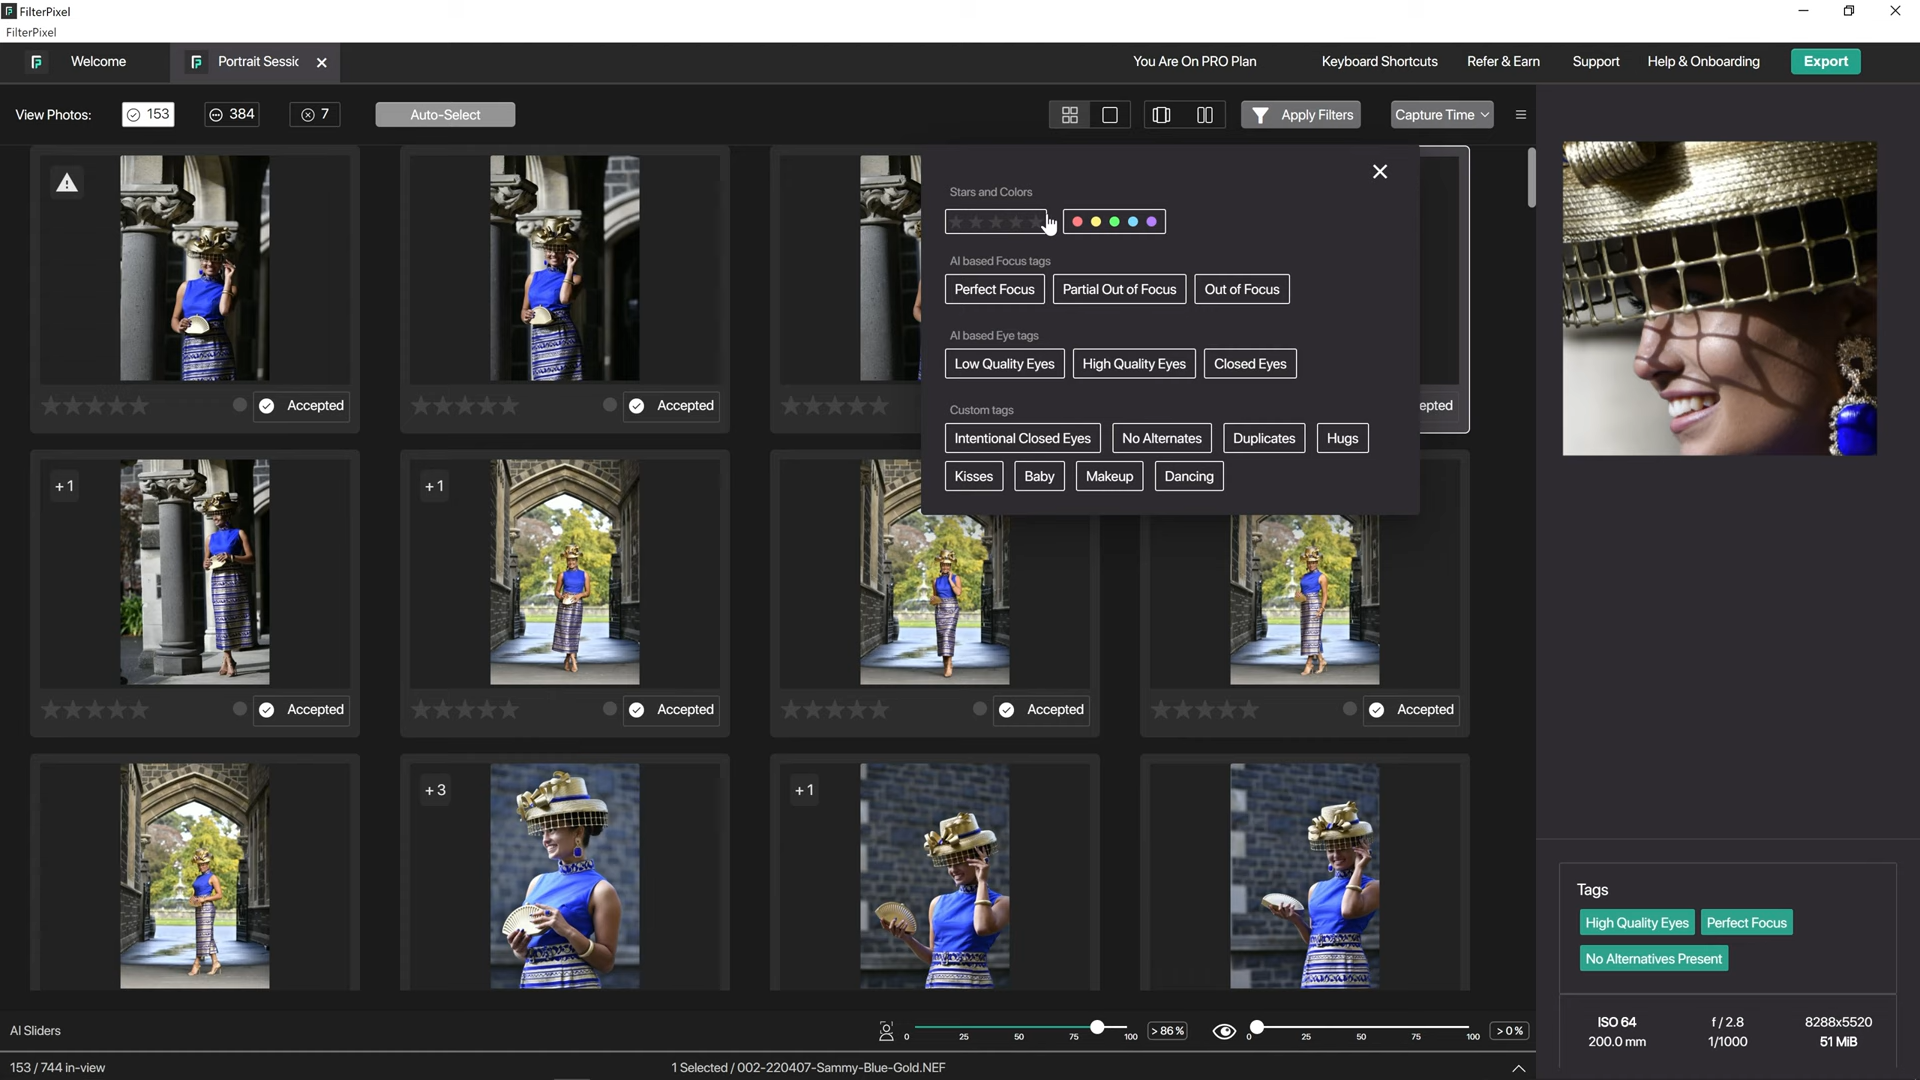 FilterPixel
FilterPixel
Welcome
Portrait Sessic
You Are On PRO Plan
Keyboard Shortcuts
Refer & Earn
Support
Help & Onboarding
Export
View Photos:
153
384
7
Auto-Select
Apply Filters
Capture Time
Stars and Colors
AI based Focus tags
Perfect Focus
Partial Out of Focus
Out of Focus
AI based Eye tags
Low Quality Eyes
High Quality Eyes
Closed Eyes
Custom tags
Intentional Closed Eyes
No Alternates
Duplicates
Hugs
Kisses
Baby
Makeup
Dancing
Accepted
Accepted
epted
+1
+1
Accepted
Accepted
Accepted
Accepted
+3
+1
Tags
High Quality Eyes
Perfect Focus
No Alternatives Present
ISO 64
f / 2.8
8288x5520
200.0 mm
1/1000
51 MiB
AI Sliders
0
25
50
75
100
> 86 %
0
25
50
75
100
> 0 %
153 / 744 in-view
1 Selected / 002-220407-Sammy-Blue-Gold.NEF